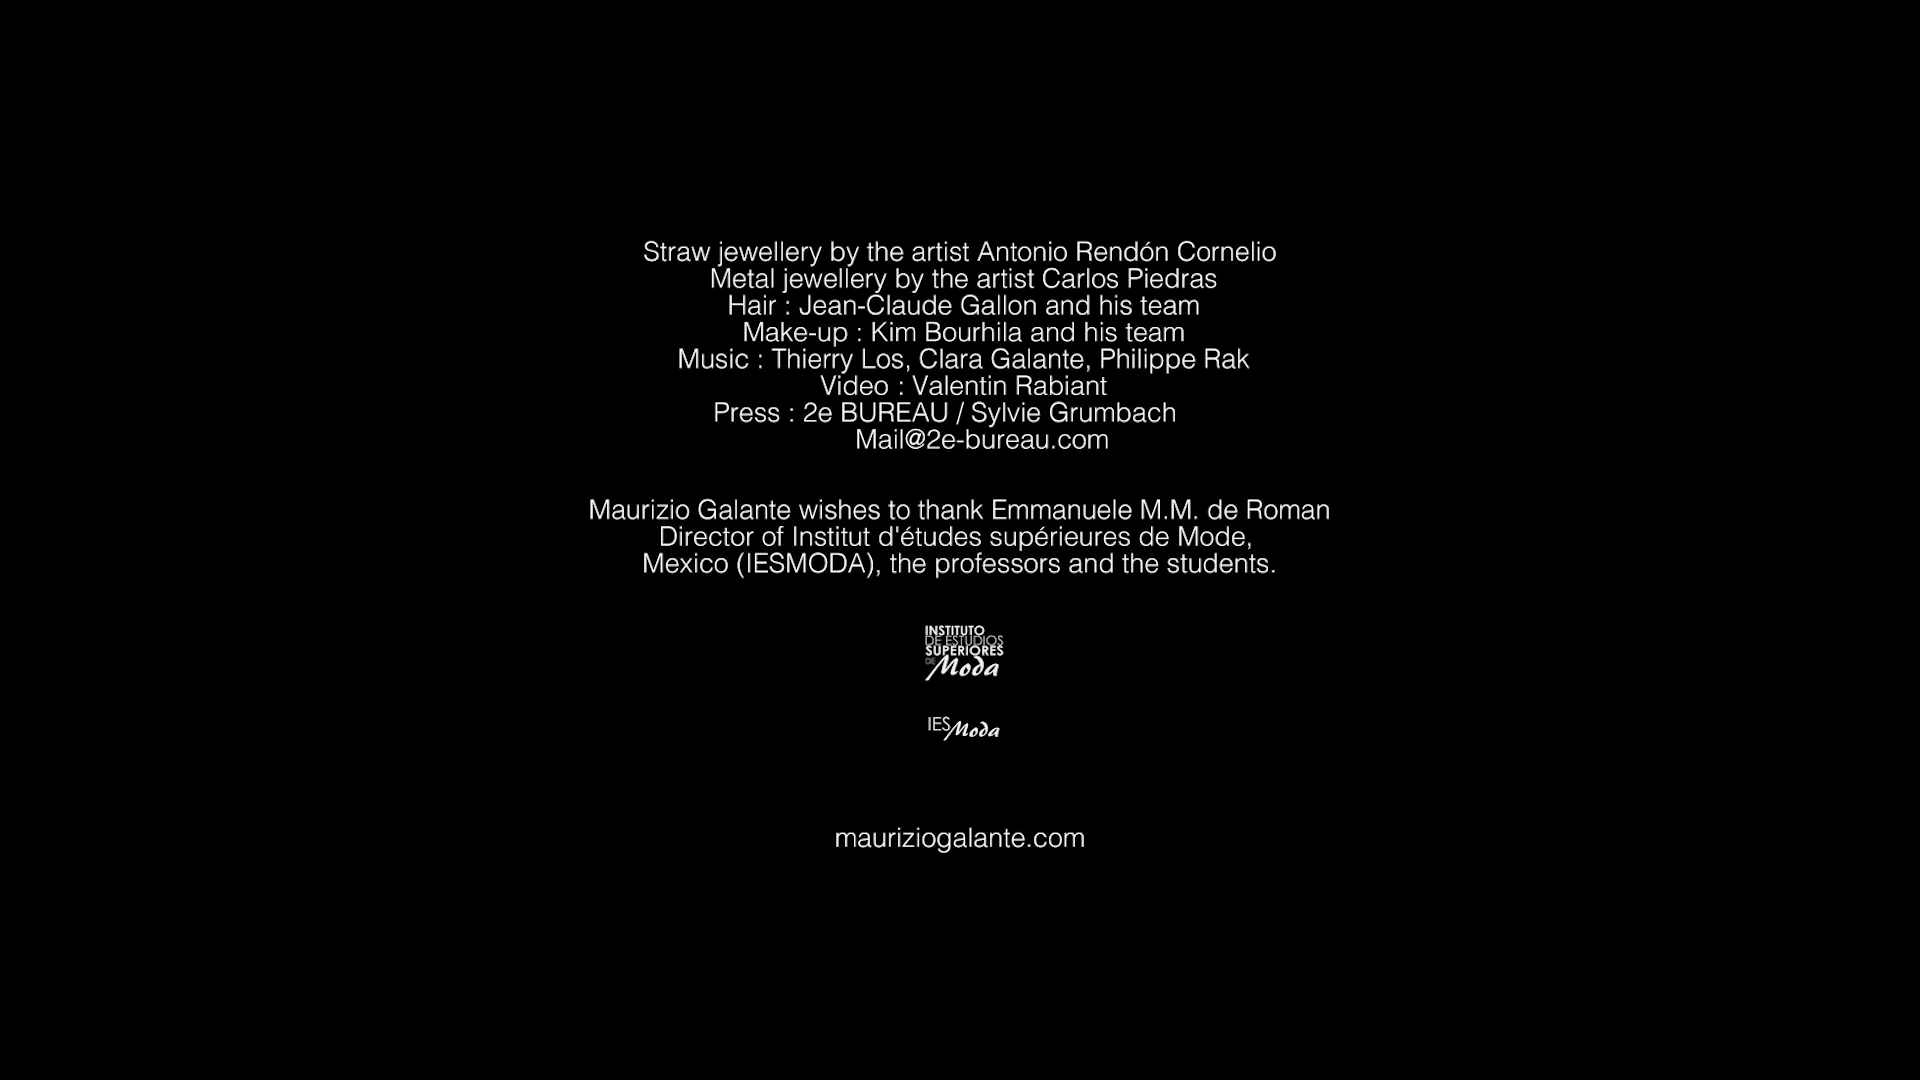 Straw jewellery by the artist Antonio Rendón Cornelio
Metal jewellery by the artist Carlos Piedras
Hair : Jean-Claude Gallon and his team
Make-up : Kim Bourhila and his team
Music : Thierry Los, Clara Galante, Philippe Rak
Video : Valentin Rabiant
Press : 2e BUREAU / Sylvie Grumbach
Mail@2e-bureau.com
Maurizio Galante wishes to thank Emmanuele M.M. de Roman
Director of Institut d'études supérieures de Mode,
Mexico (IESMODA), the professors and the students.
INSTITUTO
DE ESTUDIOS
SUPERIORES
DE Moda
IES Moda
mauriziogalante.com